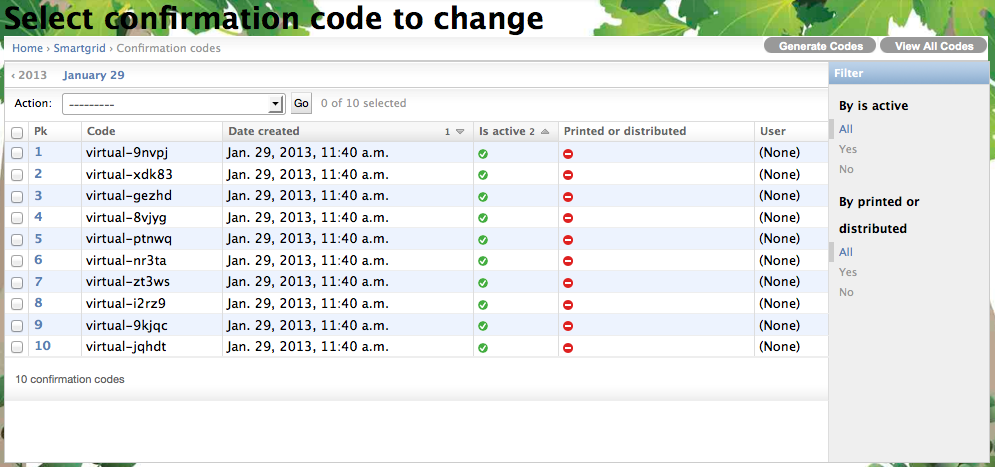 Select confirmation code to change
Home › Smartgrid › Confirmation codes
Generate Codes
View All Codes
‹ 2013 January 29
Filter
Action: --------- Go 0 of 10 selected
By is active
All
Yes
No
By printed or
distributed
All
Yes
No
Pk Code Date created 1 Is active 2 Printed or distributed User
1 virtual-9nvpj Jan. 29, 2013, 11:40 a.m. (None)
2 virtual-xdk83 Jan. 29, 2013, 11:40 a.m. (None)
3 virtual-gezhd Jan. 29, 2013, 11:40 a.m. (None)
4 virtual-8vjyg Jan. 29, 2013, 11:40 a.m. (None)
5 virtual-ptnwq Jan. 29, 2013, 11:40 a.m. (None)
6 virtual-nr3ta Jan. 29, 2013, 11:40 a.m. (None)
7 virtual-zt3ws Jan. 29, 2013, 11:40 a.m. (None)
8 virtual-i2rz9 Jan. 29, 2013, 11:40 a.m. (None)
9 virtual-9kjqc Jan. 29, 2013, 11:40 a.m. (None)
10 virtual-jqhdt Jan. 29, 2013, 11:40 a.m. (None)
10 confirmation codes